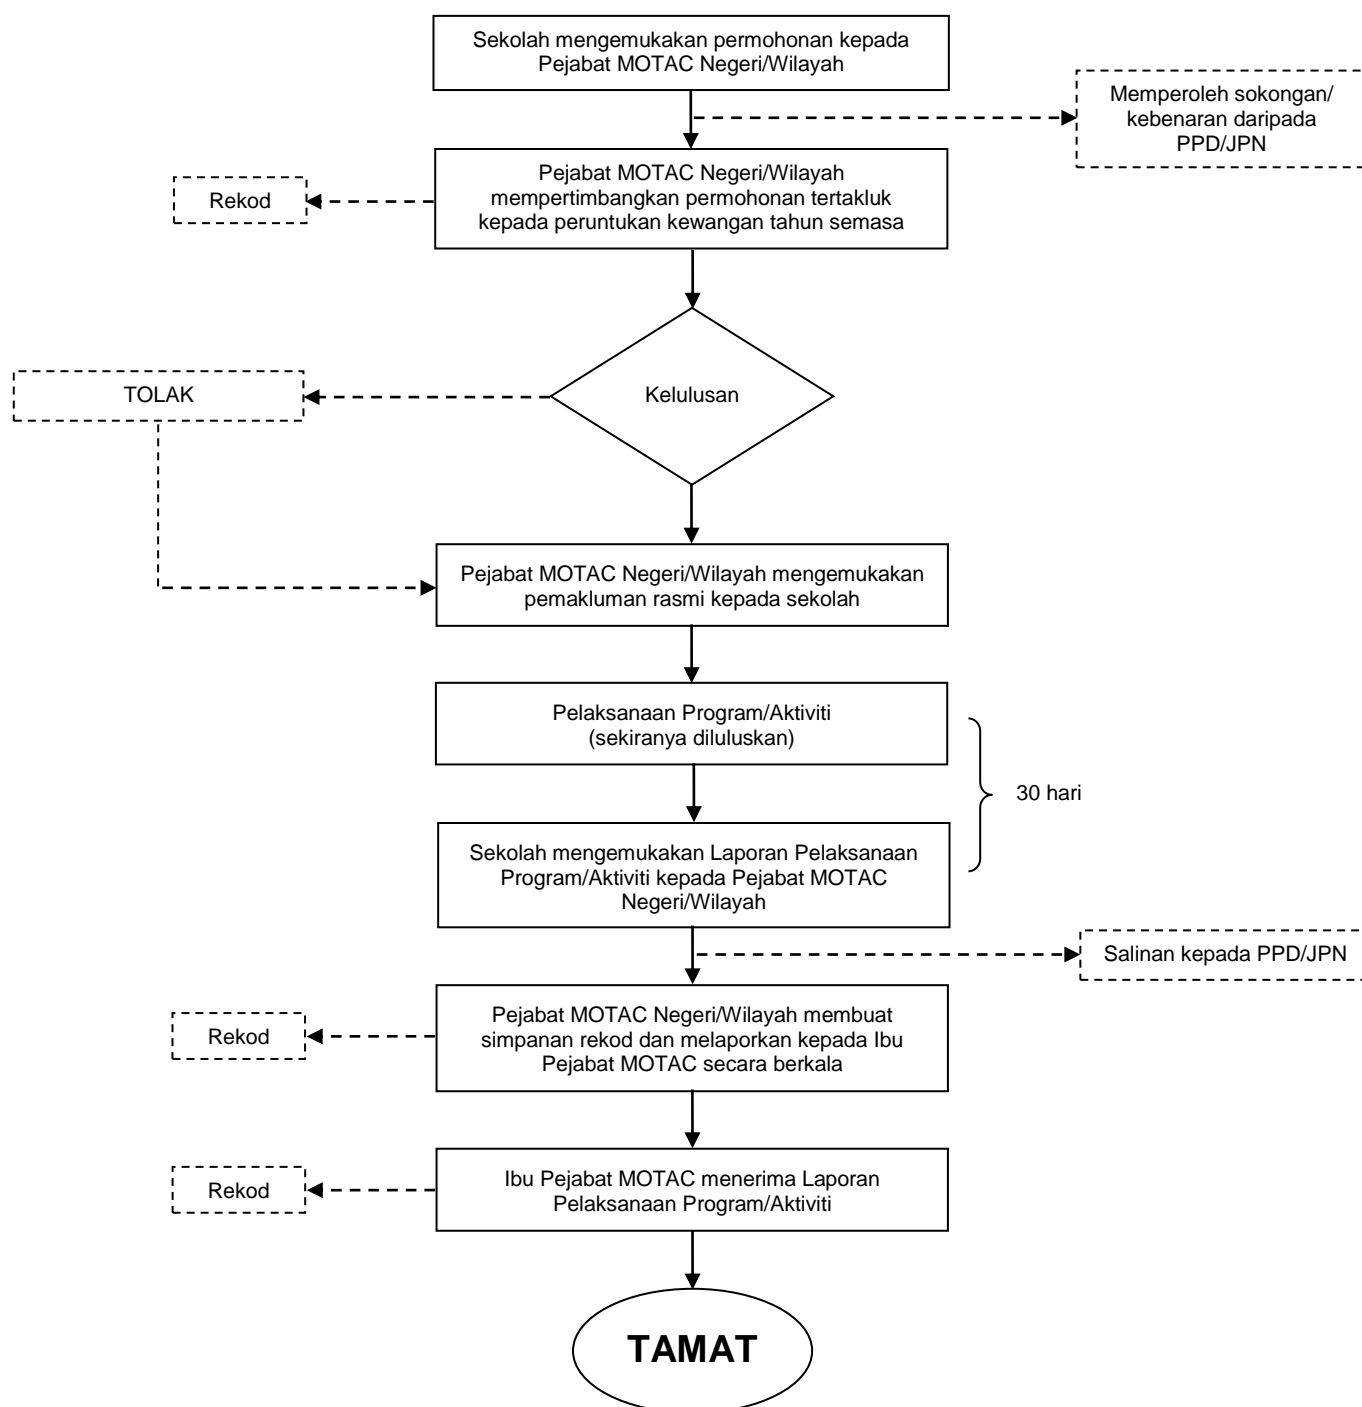 Sekolah mengemukakan permohonan kepada
Pejabat MOTAC Negeri/Wilayah
Memperoleh sokongan/
kebenaran daripada
PPD/JPN
Pejabat MOTAC Negeri/Wilayah
mempertimbangkan permohonan tertakluk
kepada peruntukan kewangan tahun semasa
Rekod
Kelulusan
TOLAK
Pejabat MOTAC Negeri/Wilayah mengemukakan
pemakluman rasmi kepada sekolah
Pelaksanaan Program/Aktiviti
(sekiranya diluluskan)
30 hari
Sekolah mengemukakan Laporan Pelaksanaan
Program/Aktiviti kepada Pejabat MOTAC
Negeri/Wilayah
Salinan kepada PPD/JPN
Pejabat MOTAC Negeri/Wilayah membuat
simpanan rekod dan melaporkan kepada Ibu
Pejabat MOTAC secara berkala
Rekod
Ibu Pejabat MOTAC menerima Laporan
Pelaksanaan Program/Aktiviti
Rekod
TAMAT